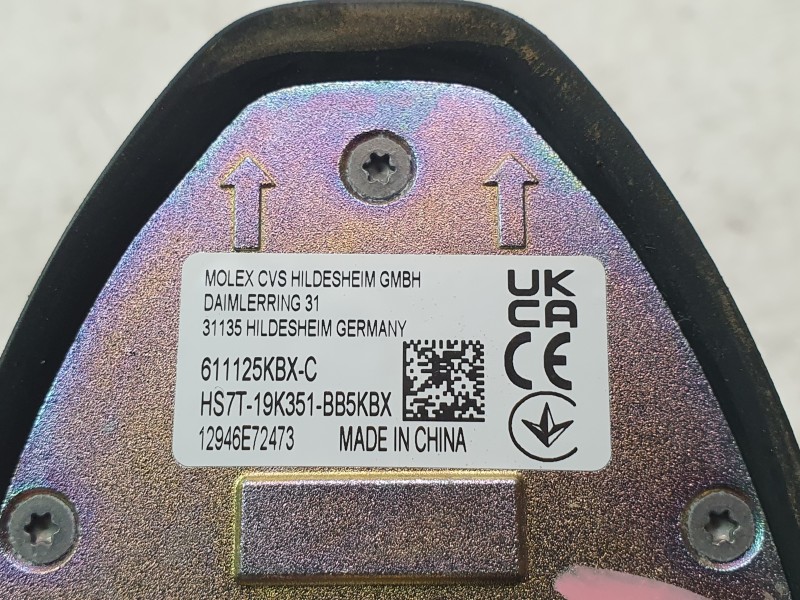 MOLEX CVS HILDESHEIM GMBH
DAIMLERRING 31
31135 HILDESHEIM GERMANY
611125KBX-C
HS7T-19K351-BB5KBX
12946E72473 MADE IN CHINA
UK
CA
CE